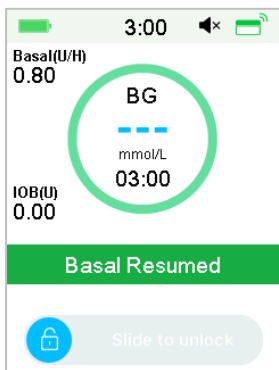 3:00
Basal(U/H)
0.80
BG
---
mmol/L
03:00
IOB(U)
0.00
Basal Resumed
Slide to unlock